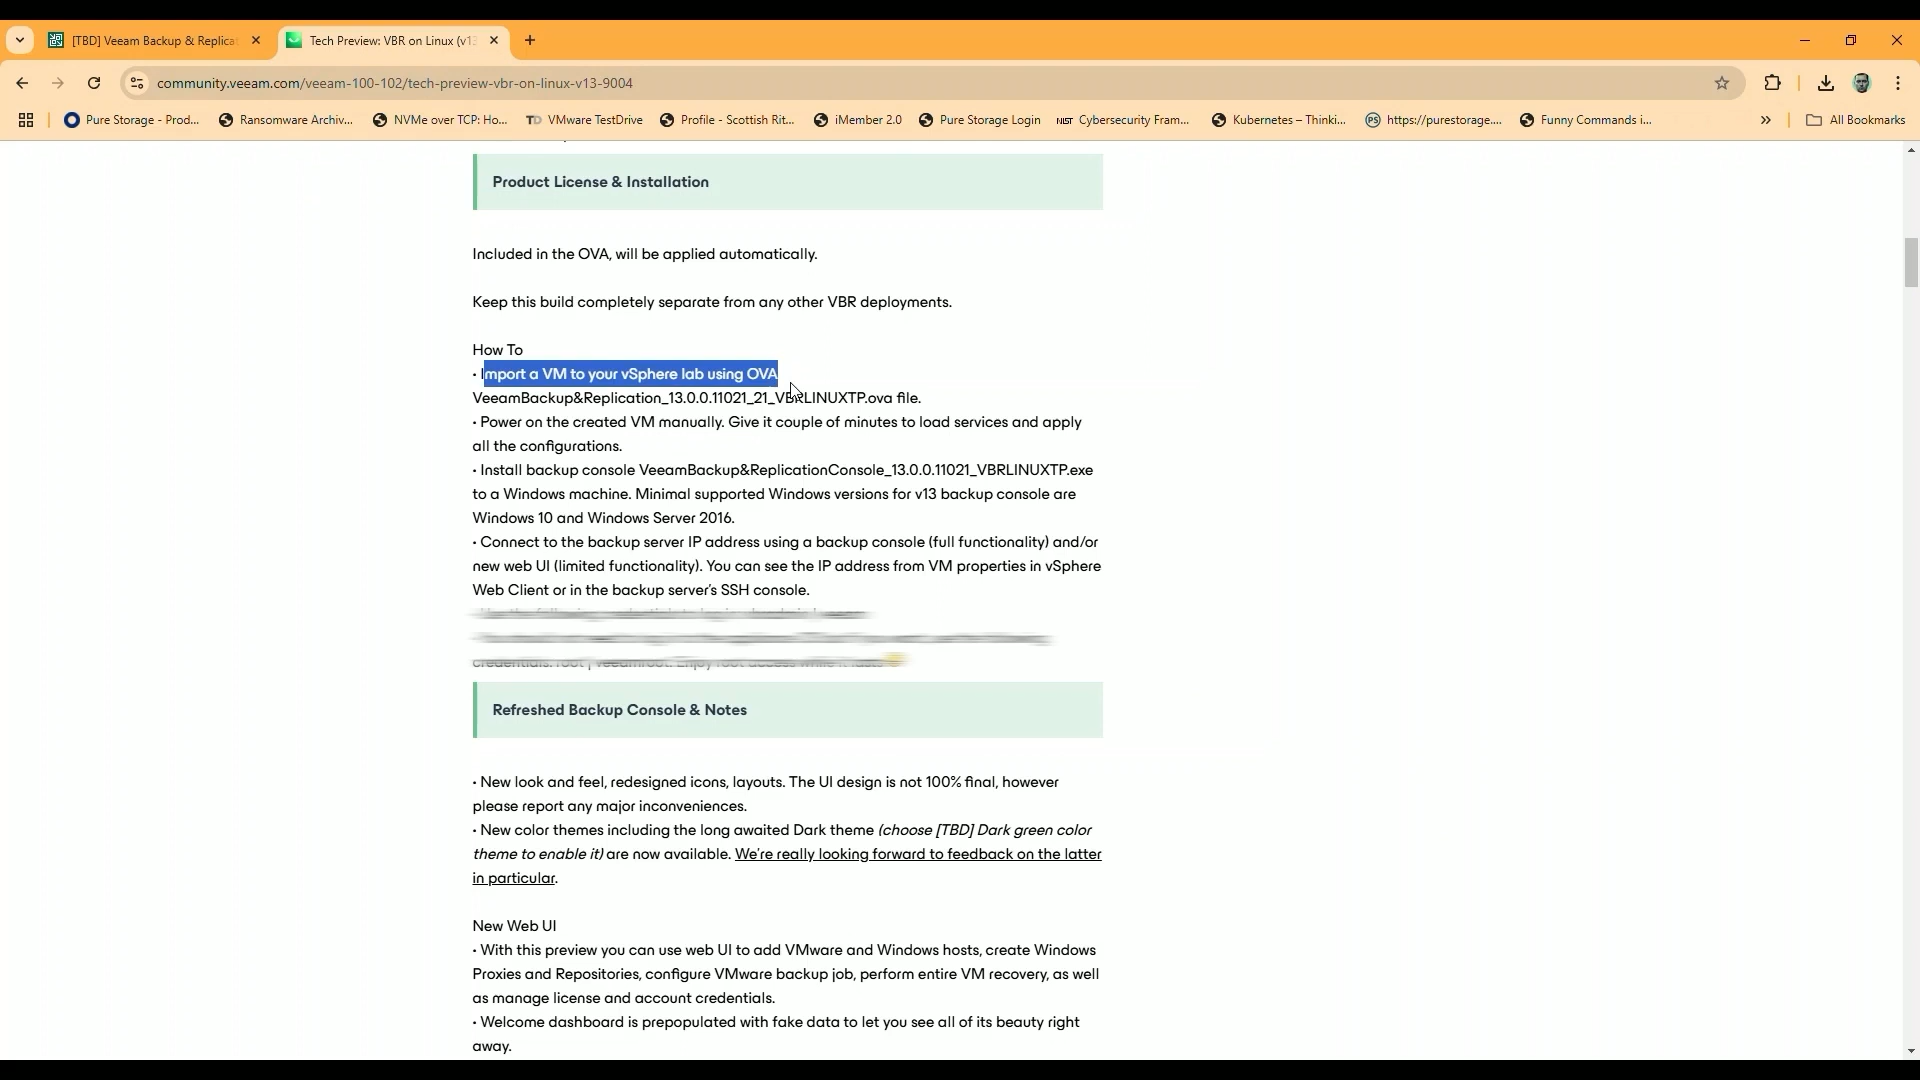 [TBD] Veeam Backup & Replica
Tech Preview: VBR on Linux (v13
community.veeam.com/veeam-100-102/tech-preview-vbr-on-linux-v13-9004
Pure Storage - Prod...
Ransomware Archiv...
NVMe over TCP: Ho...
TD VMware TestDrive
Profile - Scottish Rit...
iMember 2.0
Pure Storage Login
NIST Cybersecurity Fram...
Kubernetes – Thinki...
PS https://purestorage....
Funny Commands i...
All Bookmarks
Product License & Installation
Included in the OVA, will be applied automatically.
Keep this build completely separate from any other VBR deployments.
How To
• Import a VM to your vSphere lab using OVA
VeeamBackup&Replication_13.0.0.11021_21_VBRLINUXTP.ova file.
• Power on the created VM manually. Give it couple of minutes to load services and apply
all the configurations.
• Install backup console VeeamBackup&ReplicationConsole_13.0.0.11021_VBRLINUXTP.exe
to a Windows machine. Minimal supported Windows versions for v13 backup console are
Windows 10 and Windows Server 2016.
• Connect to the backup server IP address using a backup console (full functionality) and/or
new web UI (limited functionality). You can see the IP address from VM properties in vSphere
Web Client or in the backup server's SSH console.
Refreshed Backup Console & Notes
• New look and feel, redesigned icons, layouts. The UI design is not 100% final, however
please report any major inconveniences.
• New color themes including the long awaited Dark theme (choose [TBD] Dark green color
theme to enable it) are now available. We're really looking forward to feedback on the latter
in particular.
New Web UI
• With this preview you can use web UI to add VMware and Windows hosts, create Windows
Proxies and Repositories, configure VMware backup job, perform entire VM recovery, as well
as manage license and account credentials.
• Welcome dashboard is prepopulated with fake data to let you see all of its beauty right
away.